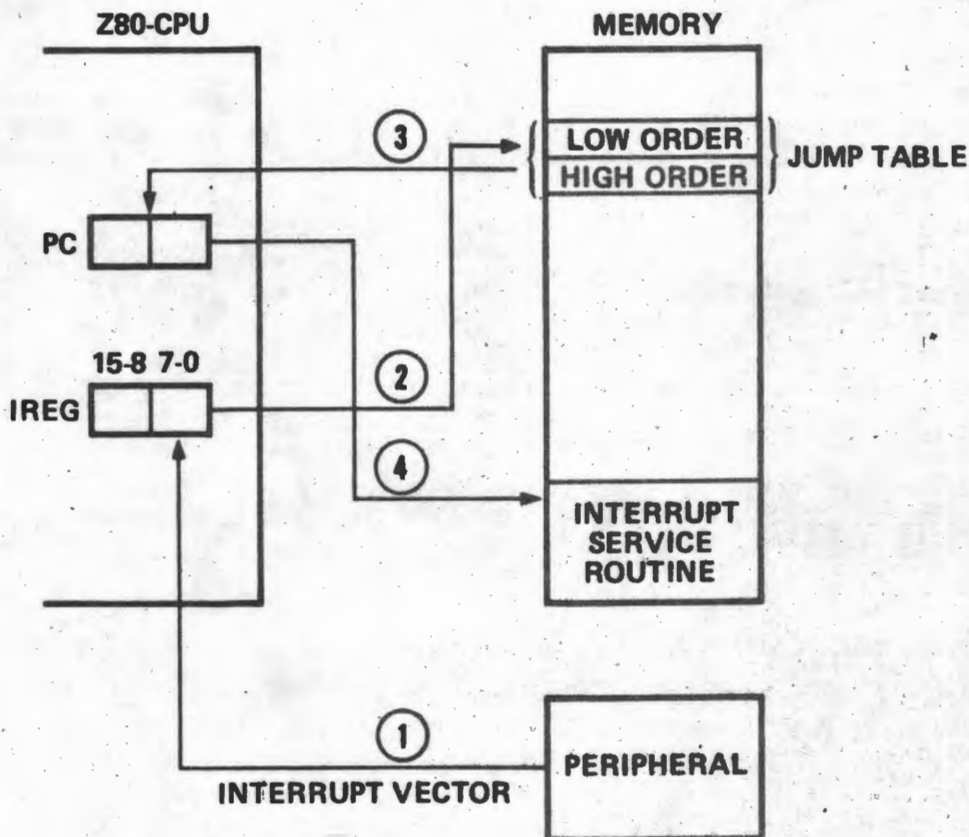 Z80-CPU
MEMORY
3
LOW ORDER
HIGH ORDER
JUMP TABLE
PC
15-8 7-0
IREG
2
4
INTERRUPT
SERVICE
ROUTINE
1
PERIPHERAL
INTERRUPT VECTOR